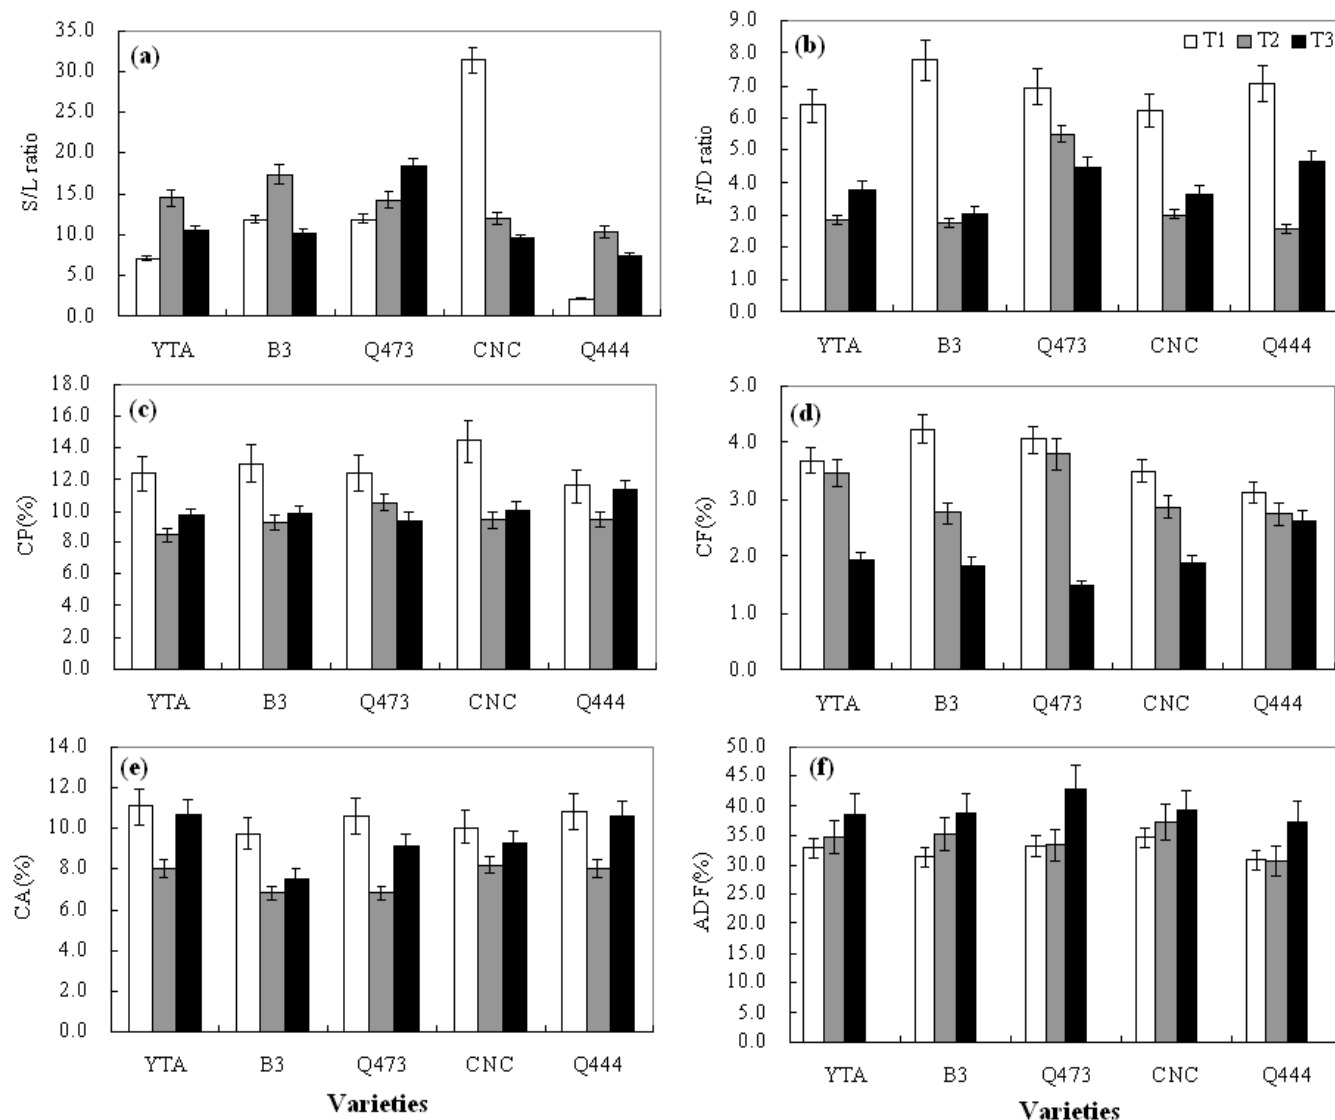 (a)
S/L ratio
35.0
30.0
25.0
20.0
15.0
10.0
5.0
0.0
YTA B3 Q473 CNC Q444
(b)
T1 T2 T3
F/D ratio
9.0
8.0
7.0
6.0
5.0
4.0
3.0
2.0
1.0
0.0
YTA B3 Q473 CNC Q444
(c)
CP(%)
18.0
16.0
14.0
12.0
10.0
8.0
6.0
4.0
2.0
0.0
YTA B3 Q473 CNC Q444
(d)
CF(%)
5.0
4.0
3.0
2.0
1.0
0.0
YTA B3 Q473 CNC Q444
(e)
CA(%)
14.0
12.0
10.0
8.0
6.0
4.0
2.0
0.0
YTA B3 Q473 CNC Q444
Varieties
(f)
ADF(%)
50.0
45.0
40.0
35.0
30.0
25.0
20.0
15.0
10.0
5.0
0.0
YTA B3 Q473 CNC Q444
Varieties